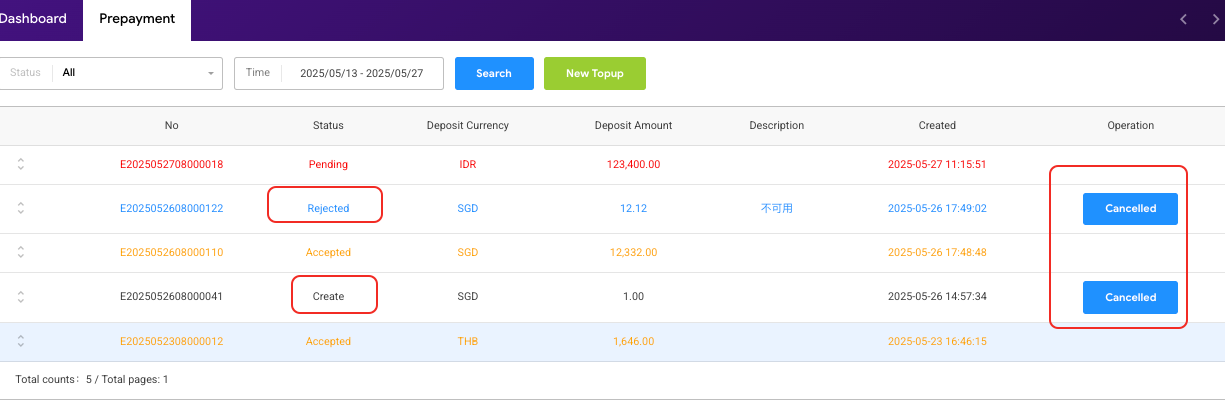 Dashboard Prepayment
Status All Time 2025/05/13 - 2025/05/27 Search New Topup
No Status Deposit Currency Deposit Amount Description Created Operation
E2025052708000018 Pending IDR 123,400.00 2025-05-27 11:15:51
E2025052608000122 Rejected SGD 12.12 不可用 2025-05-26 17:49:02 Cancelled
E2025052608000110 Accepted SGD 12,332.00 2025-05-26 17:48:48
E2025052608000041 Create SGD 1.00 2025-05-26 14:57:34 Cancelled
E2025052308000012 Accepted THB 1,646.00 2025-05-23 16:46:15
Total counts：5 / Total pages: 1